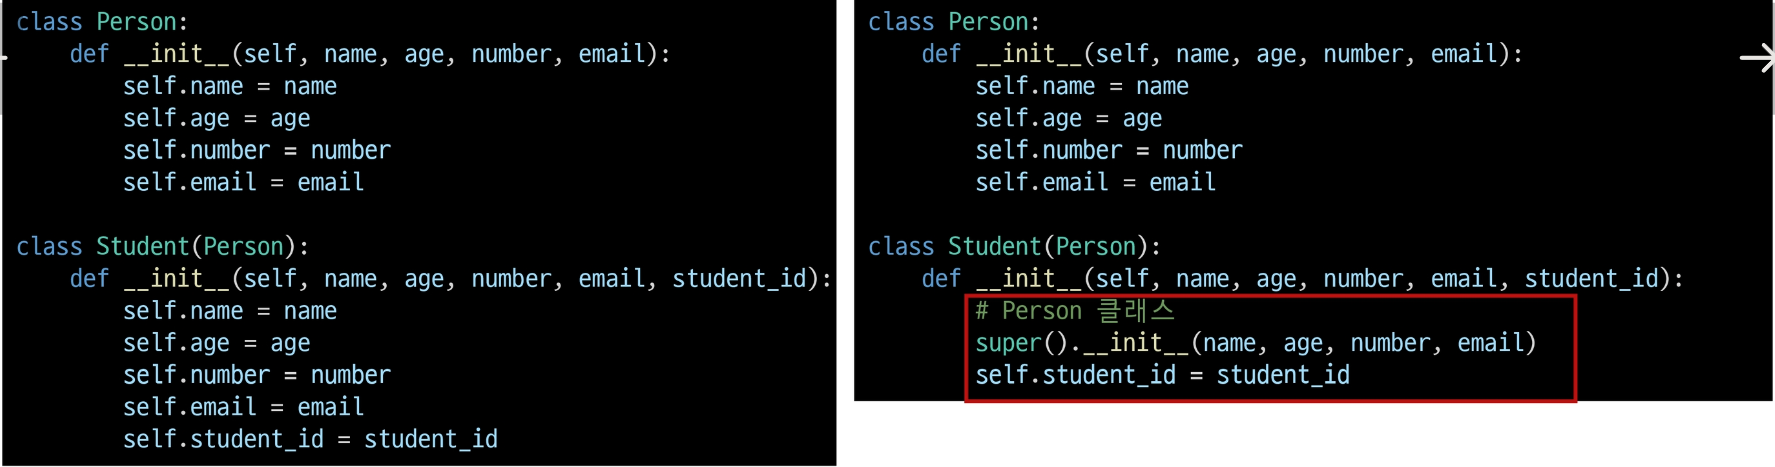 class Person:
    def __init__(self, name, age, number, email):
        self.name = name
        self.age = age
        self.number = number
        self.email = email
class Student(Person):
    def __init__(self, name, age, number, email, student_id):
        self.name = name
        self.age = age
        self.number = number
        self.email = email
        self.student_id = student_id
class Person:
    def __init__(self, name, age, number, email):
        self.name = name
        self.age = age
        self.number = number
        self.email = email
class Student(Person):
    def __init__(self, name, age, number, email, student_id):
        # Person 클래스
        super().__init__(name, age, number, email)
        self.student_id = student_id